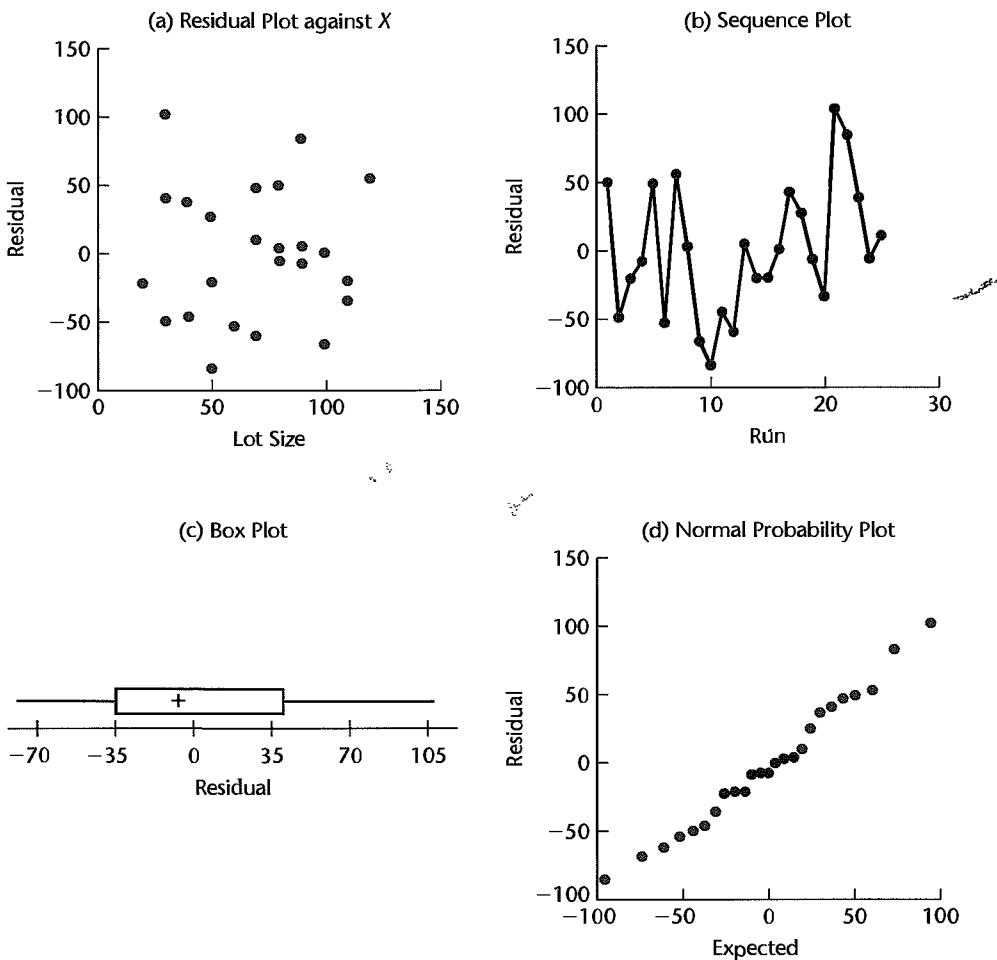 (a) Residual Plot against X
150
100
50
0
−50
−100
Residual
0 50 100 150
Lot Size
(b) Sequence Plot
150
100
50
0
−50
−100
Residual
0 10 20 30
Run
(c) Box Plot
−70 −35 0 35 70 105
Residual
(d) Normal Probability Plot
150
100
50
0
−50
−100
Residual
−100 −50 0 50 100
Expected